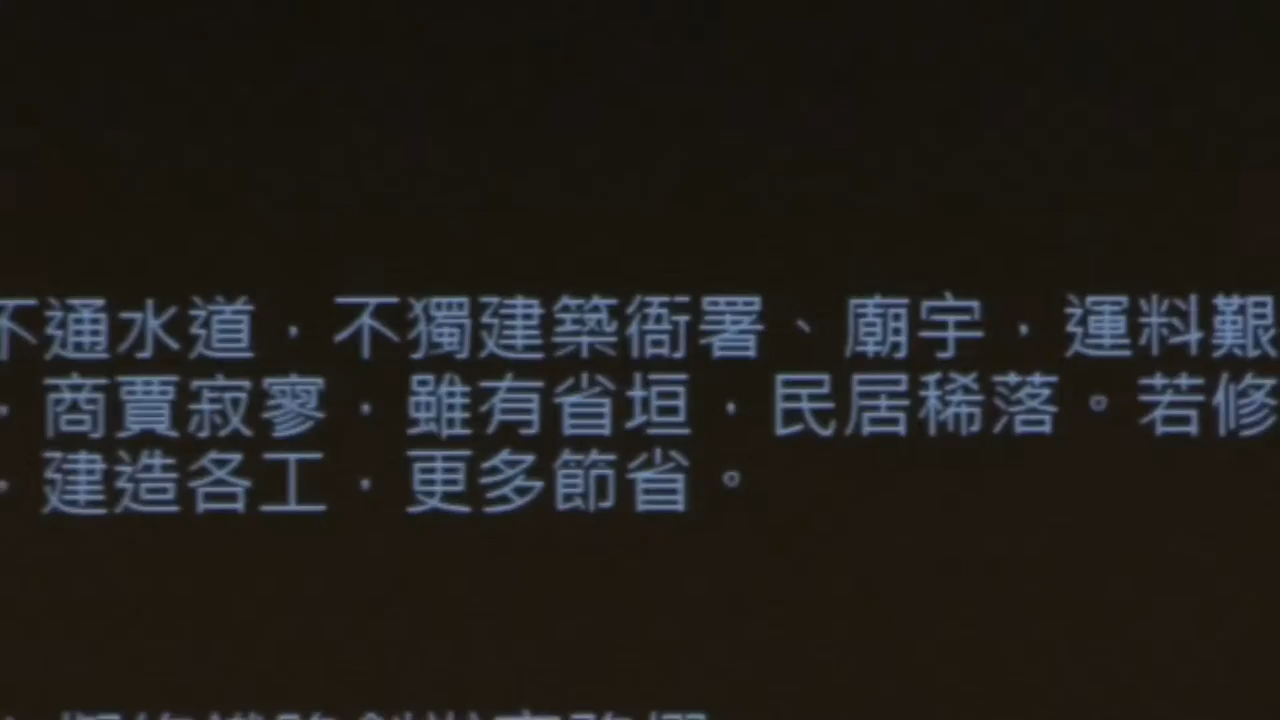 不通水道，不獨建築衙署、廟宇，運料艱
，商賈寂寥，雖有省垣，民居稀落。若修
，建造各工，更多節省。